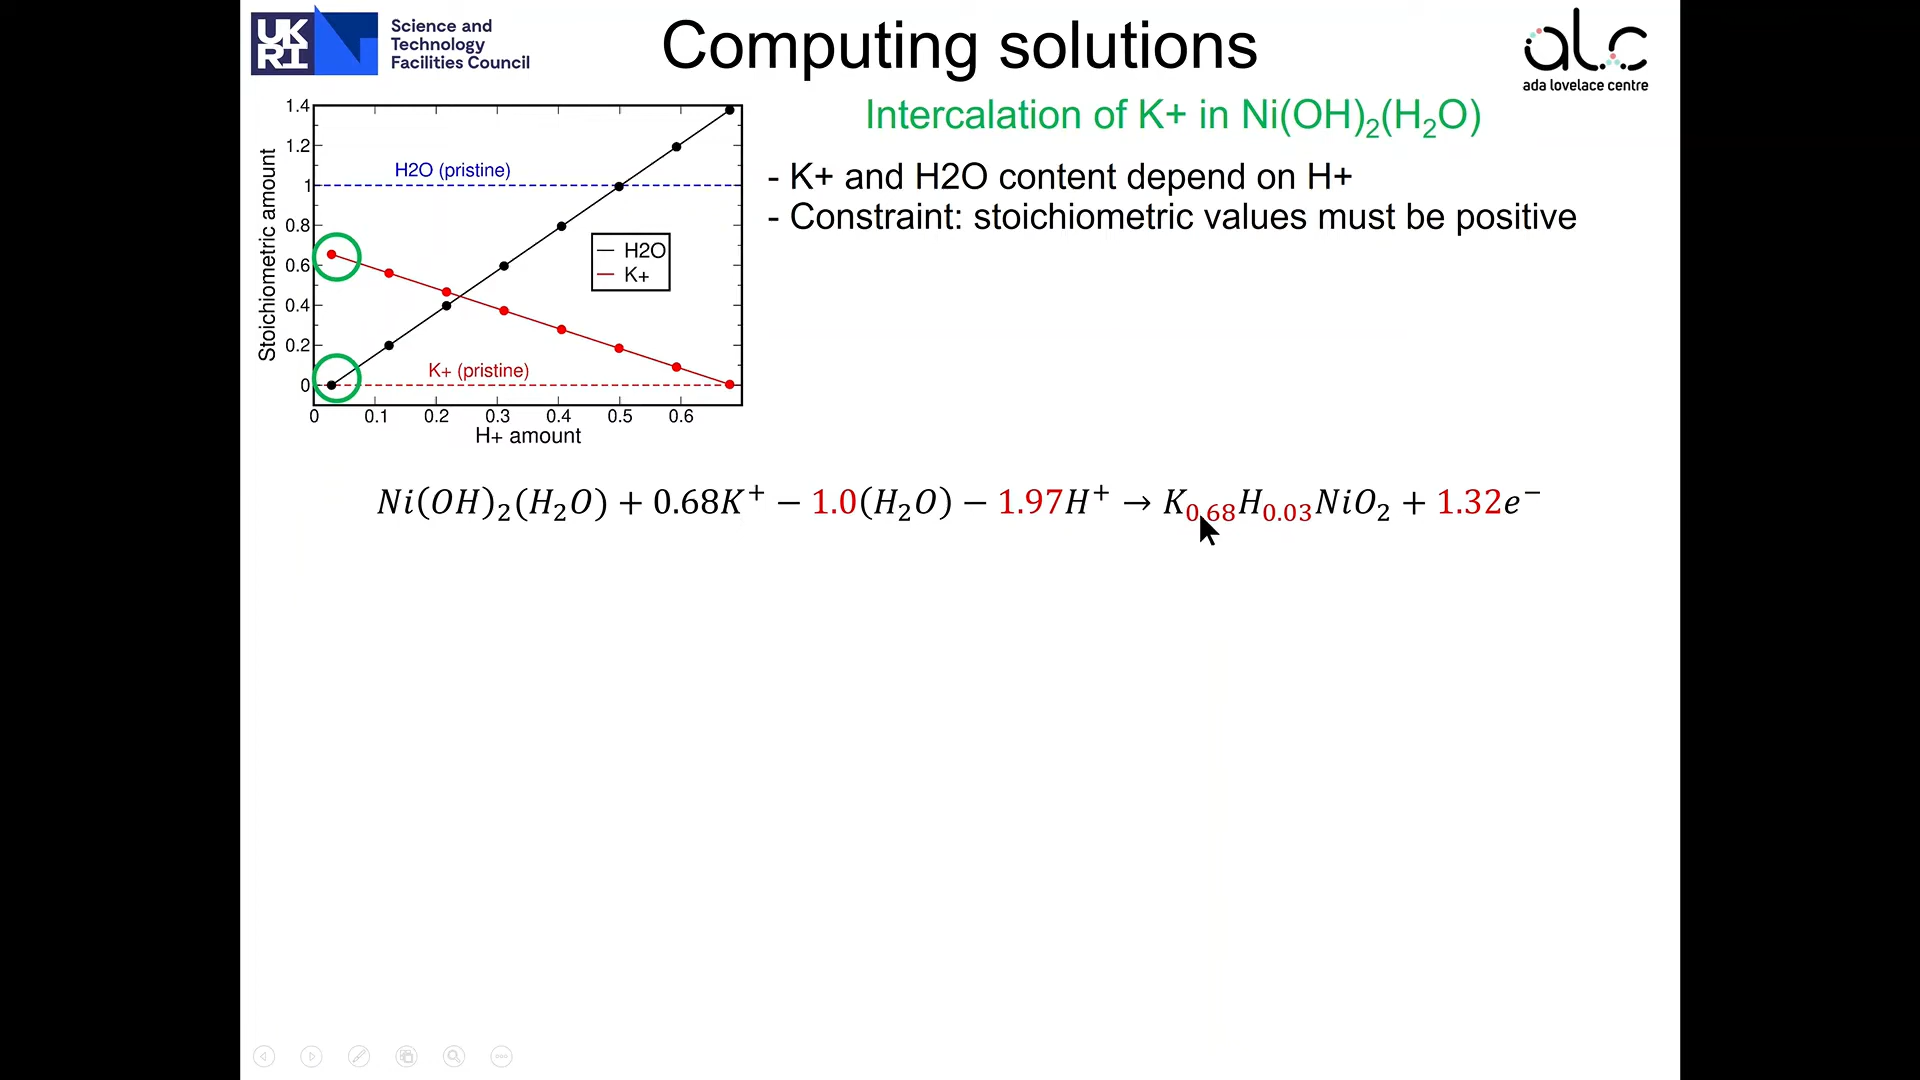 UK
RI
Science and
Technology
Facilities Council
Computing solutions
alc
ada lovelace centre
Intercalation of K+ in Ni(OH)₂(H₂O)
- K+ and H2O content depend on H+
- Constraint: stoichiometric values must be positive
Stoichiometric amount
1.4
1.2
1
0.8
0.6
0.4
0.2
0
H2O (pristine)
H2O
K+
K+ (pristine)
0 0.1 0.2 0.3 0.4 0.5 0.6
H+ amount
Ni(OH)₂(H₂O) + 0.68K⁺ − 1.0(H₂O) − 1.97H⁺ → K₀.₆₈H₀.₀₃NiO₂ + 1.32e⁻